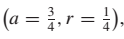 (a = 3/4, r = 1/4),